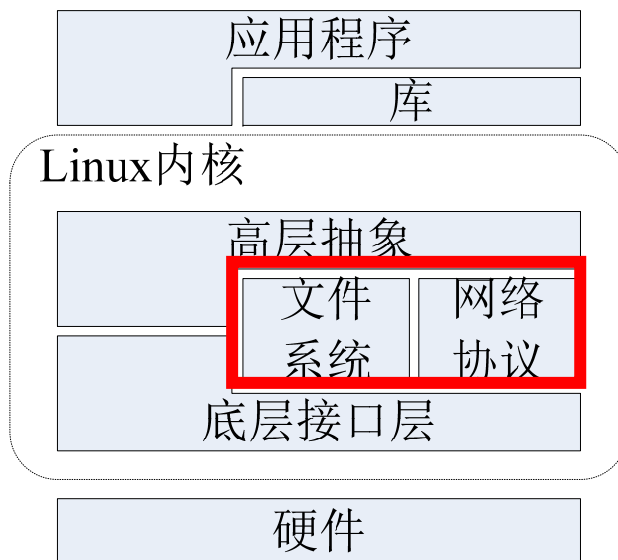 应用程序
库
Linux内核
高层抽象
文件 网络
系统 协议
底层接口层
硬件